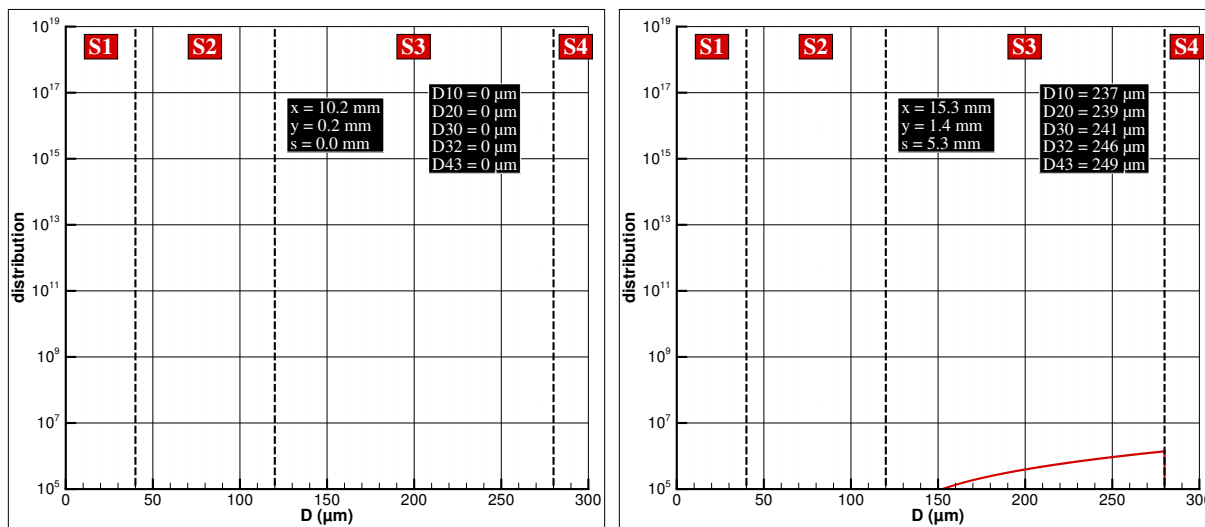 10^19
10^17
10^15
10^13
10^11
10^9
10^7
10^5
distribution
S1 S2 S3 S4
x = 10.2 mm
y = 0.2 mm
s = 0.0 mm
D10 = 0 µm
D20 = 0 µm
D30 = 0 µm
D32 = 0 µm
D43 = 0 µm
0 50 100 150 200 250 300
D (µm)
10^19
10^17
10^15
10^13
10^11
10^9
10^7
10^5
distribution
S1 S2 S3 S4
x = 15.3 mm
y = 1.4 mm
s = 5.3 mm
D10 = 237 µm
D20 = 239 µm
D30 = 241 µm
D32 = 246 µm
D43 = 249 µm
0 50 100 150 200 250 300
D (µm)